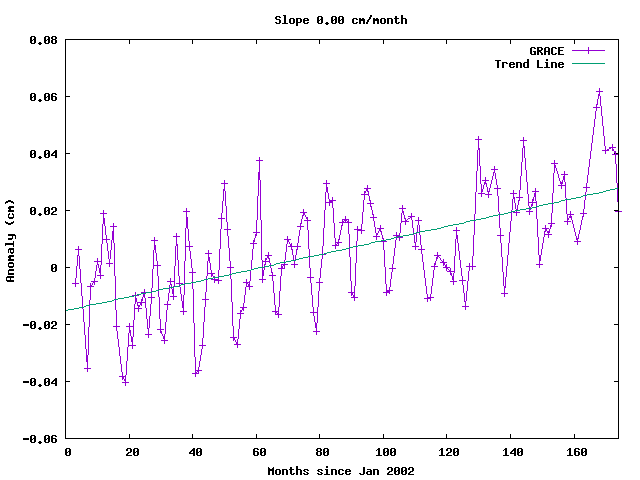 Slope 0.00 cm/month
0.08
GRACE
Trend Line
0.06
0.04
0.02
0
-0.02
-0.04
-0.06
Anomaly (cm)
0 20 40 60 80 100 120 140 160
Months since Jan 2002